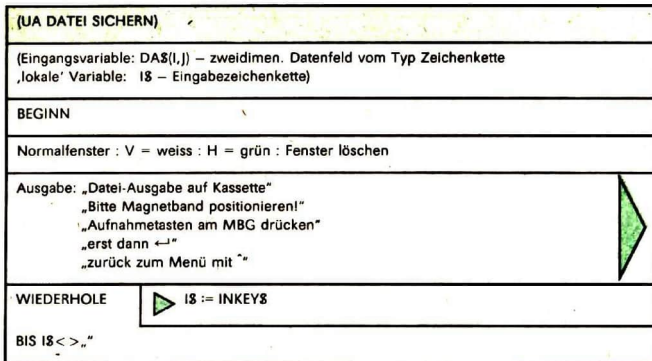 (UA DATEI SICHERN)
(Eingangsvariable: DA$(I,J) – zweidimen. Datenfeld vom Typ Zeichenkette
‚lokale' Variable: I$ – Eingabezeichenkette)
BEGINN
Normalfenster : V = weiss : H = grün : Fenster löschen
Ausgabe: „Datei-Ausgabe auf Kassette"
„Bitte Magnetband positionieren!"
„Aufnahmetasten am MBG drücken"
„erst dann ↵"
„zurück zum Menü mit ^"
WIEDERHOLE I$ := INKEY$
BIS I$< >„"